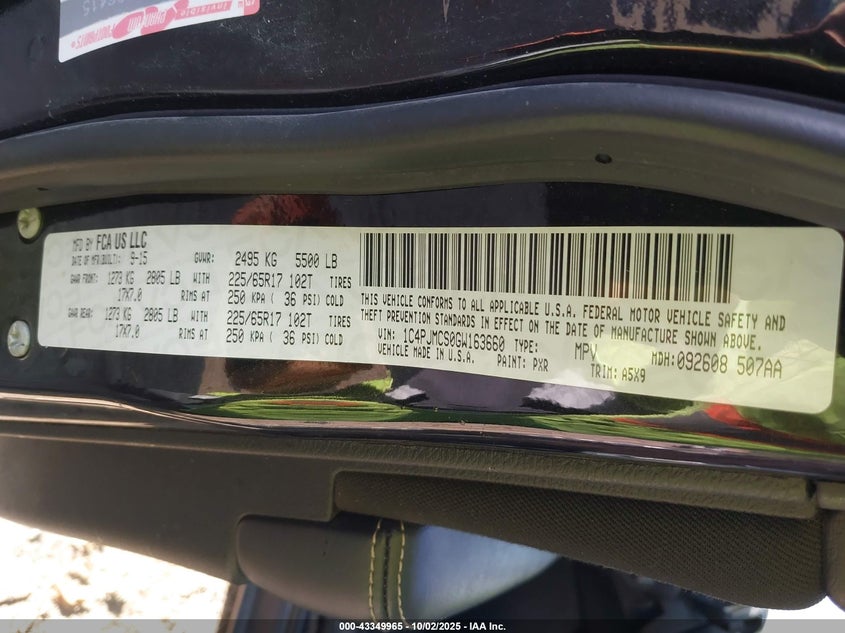 Invisible
PHANTOM
MFD BY FCA US LLC
DATE OF MFR(BUILT): 9-15 GVWR: 2495 KG 5500 LB
GAWR FRONT: 1273 KG 2805 LB WITH 225/65R17 102T TIRES
17X7.0 RIMS AT 250 KPA ( 36 PSI) COLD
GAWR REAR: 1273 KG 2805 LB WITH 225/65R17 102T TIRES
17X7.0 RIMS AT 250 KPA ( 36 PSI) COLD
THIS VEHICLE CONFORMS TO ALL APPLICABLE U.S.A. FEDERAL MOTOR VEHICLE SAFETY AND
THEFT PREVENTION STANDARDS IN EFFECT ON THE DATE OF MANUFACTURE SHOWN ABOVE.
VIN: 1C4PJMCS0GW163660 TYPE: MPV MDH:092608 507AA
VEHICLE MADE IN U.S.A. PAINT: PXR TRIM: A5X9
000-43349965 - 10/02/2025 - IAA Inc.